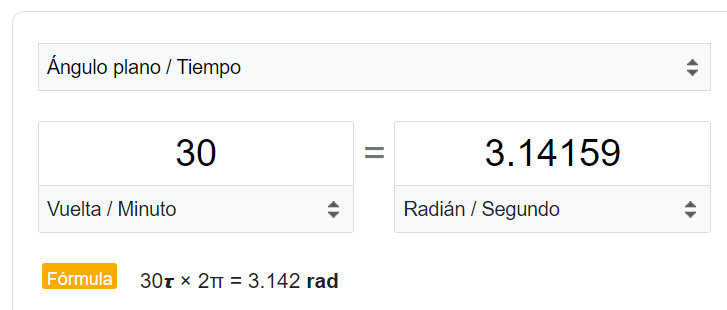 Ángulo plano / Tiempo
30 = 3.14159
Vuelta / Minuto Radián / Segundo
Fórmula 30𝝉 × 2π = 3.142 rad